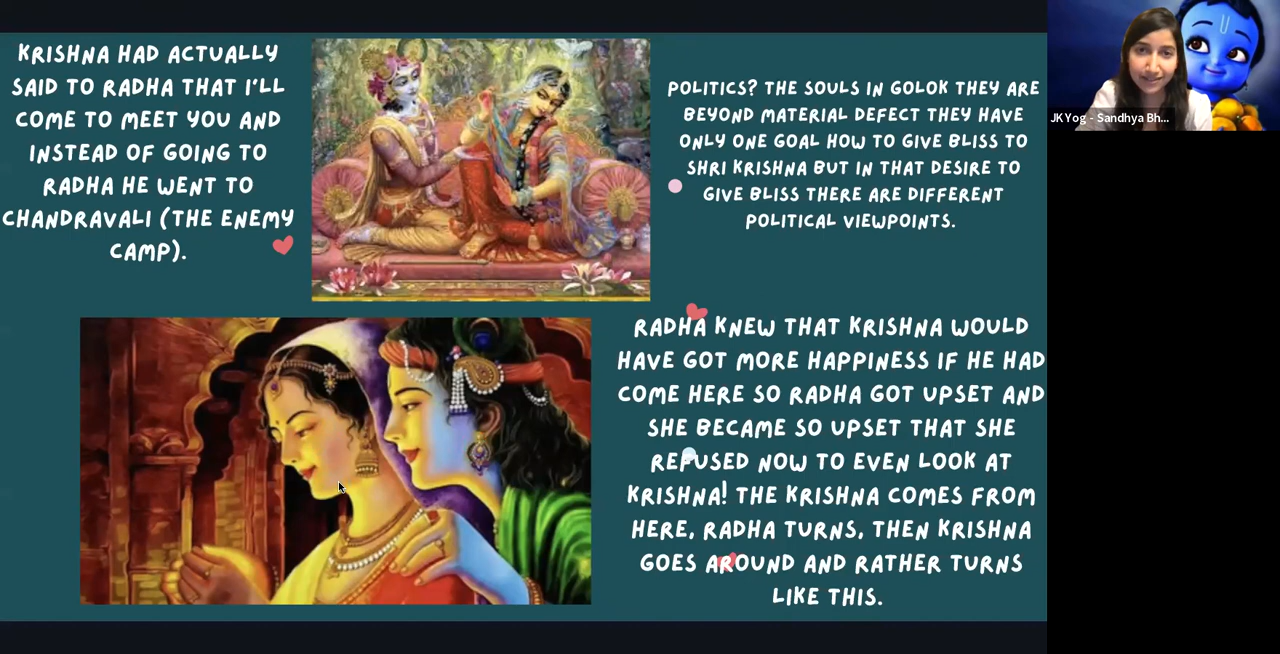 KRISHNA HAD ACTUALLY
SAID TO RADHA THAT I'LL
COME TO MEET YOU AND
INSTEAD OF GOING TO
RADHA HE WENT TO
CHANDRAVALI (THE ENEMY
CAMP).
POLITICS? THE SOULS IN GOLOK THEY ARE
BEYOND MATERIAL DEFECT THEY HAVE
ONLY ONE GOAL HOW TO GIVE BLISS TO
SHRI KRISHNA BUT IN THAT DESIRE TO
GIVE BLISS THERE ARE DIFFERENT
POLITICAL VIEWPOINTS.
RADHA KNEW THAT KRISHNA WOULD
HAVE GOT MORE HAPPINESS IF HE HAD
COME HERE SO RADHA GOT UPSET AND
SHE BECAME SO UPSET THAT SHE
REFUSED NOW TO EVEN LOOK AT
KRISHNA! THE KRISHNA COMES FROM
HERE, RADHA TURNS, THEN KRISHNA
GOES AROUND AND RATHER TURNS
LIKE THIS.
JKYog - Sandhya Bh...